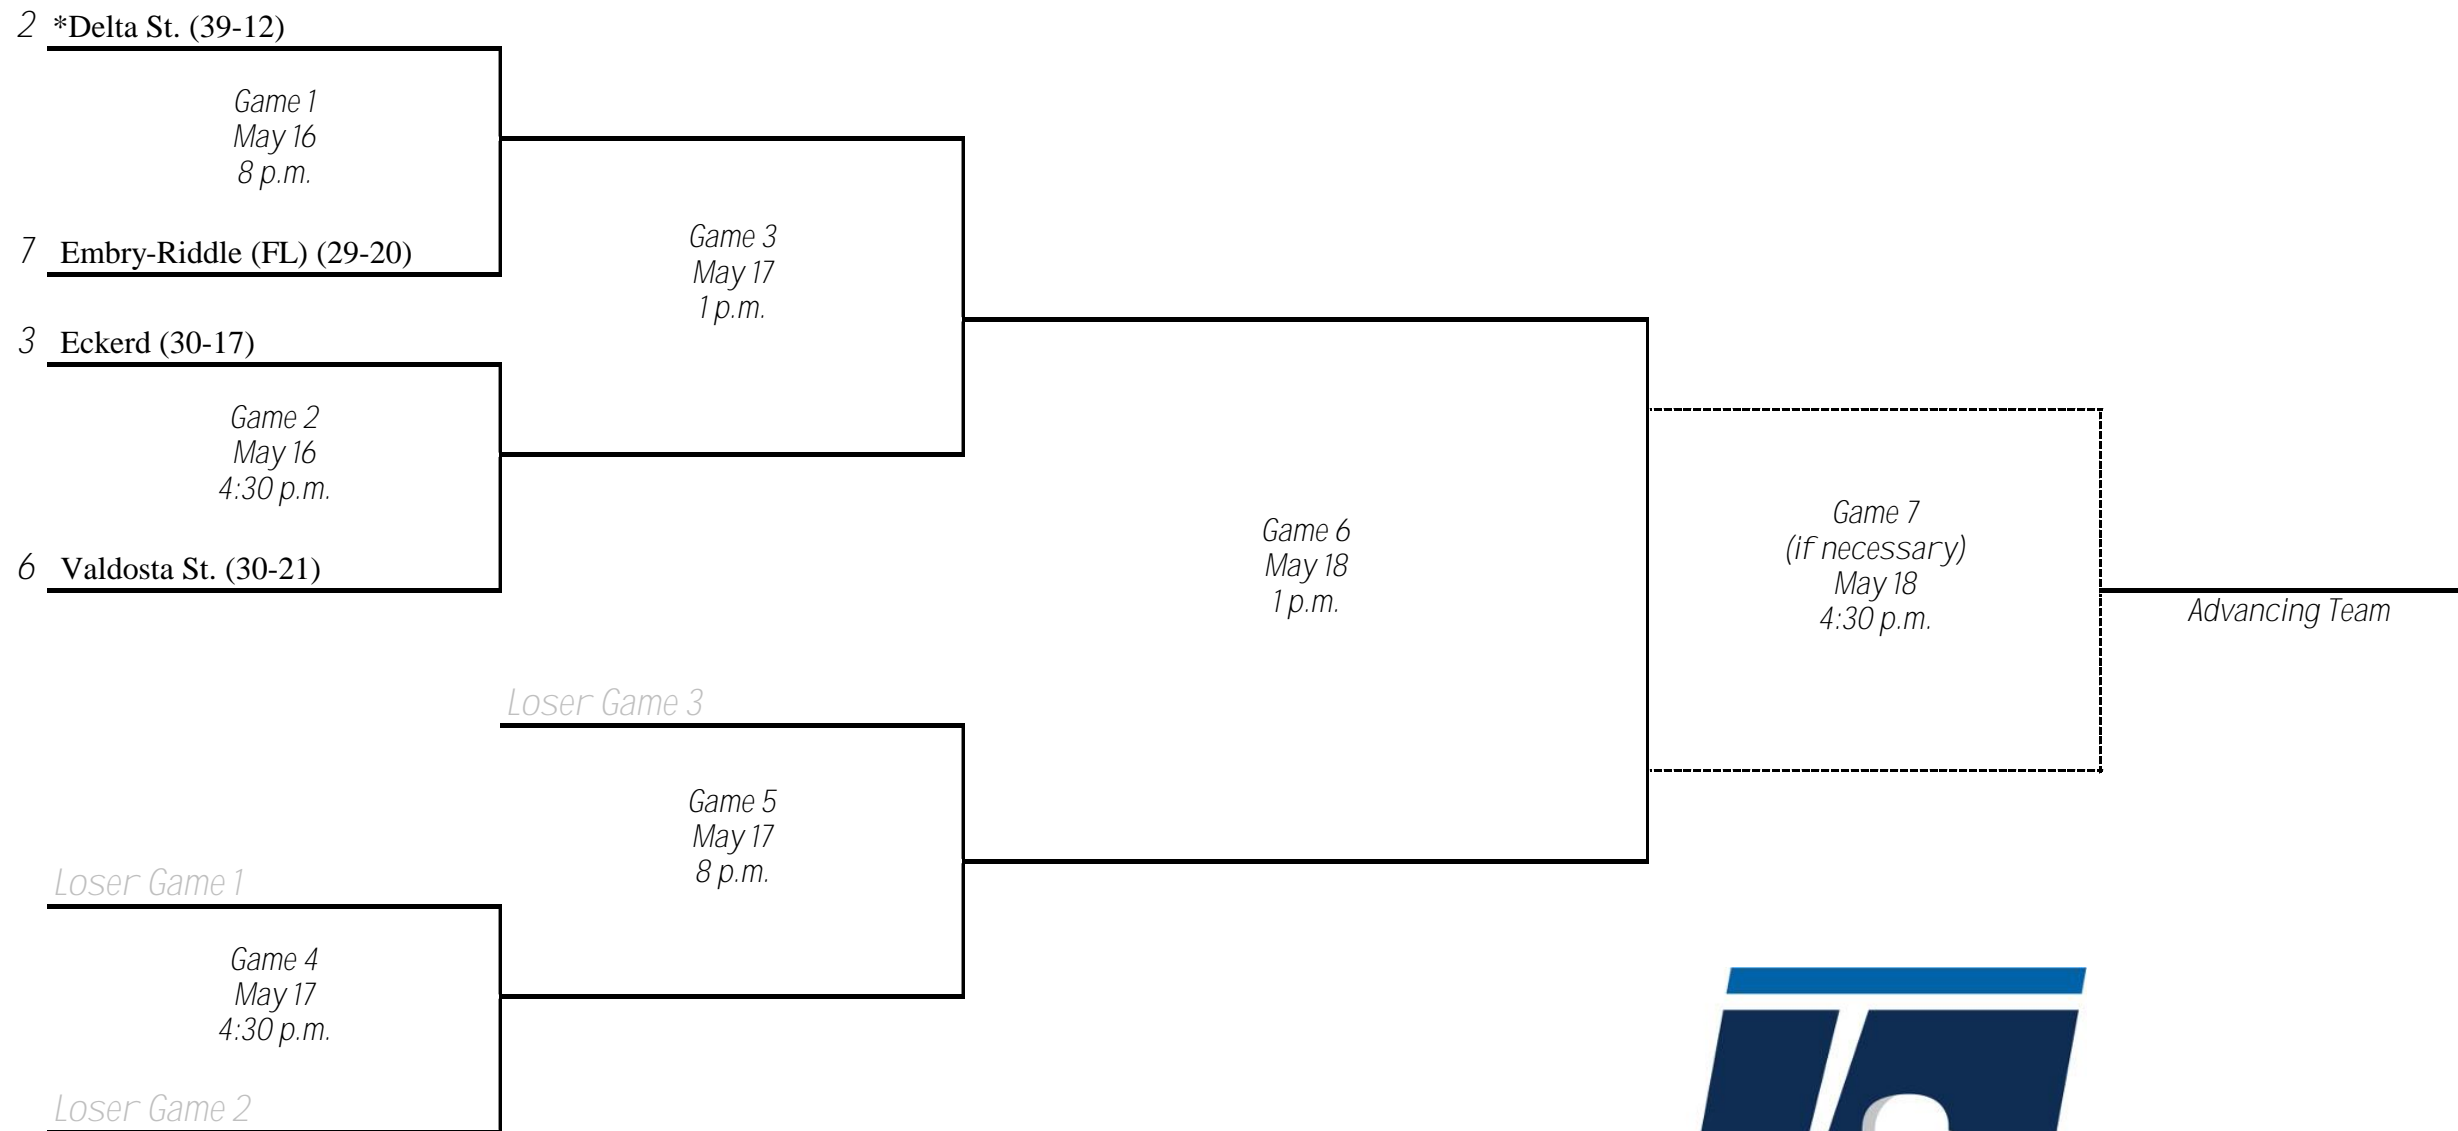 2 *Delta St. (39-12)
Game 1
May 16
8 p.m.
7 Embry-Riddle (FL) (29-20)
Game 3
May 17
1 p.m.
3 Eckerd (30-17)
Game 2
May 16
4:30 p.m.
6 Valdosta St. (30-21)
Game 6
May 18
1 p.m.
Game 7
(if necessary)
May 18
4:30 p.m.
Advancing Team
Loser Game 3
Game 5
May 17
8 p.m.
Loser Game 1
Game 4
May 17
4:30 p.m.
Loser Game 2